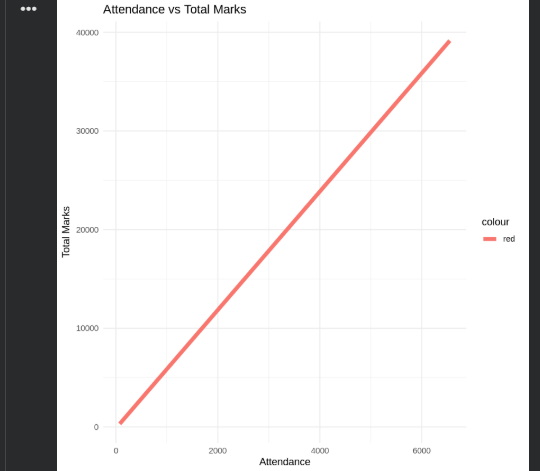 Attendance vs Total Marks
40000
30000
20000
10000
0
Total Marks
0 2000 4000 6000
Attendance
colour
red